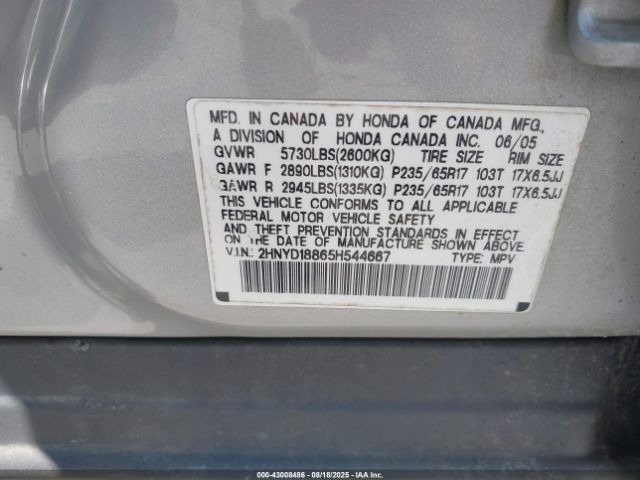 MFD. IN CANADA BY HONDA OF CANADA MFG.,
A DIVISION OF HONDA CANADA INC. 06/05
GVWR 5730LBS(2600KG) TIRE SIZE RIM SIZE
GAWR F 2890LBS(1310KG) P235/65R17 103T 17X6.5JJ
GAWR R 2945LBS(1335KG) P235/65R17 103T 17X6.5JJ
THIS VEHICLE CONFORMS TO ALL APPLICABLE
FEDERAL MOTOR VEHICLE SAFETY
AND THEFT PREVENTION STANDARDS IN EFFECT
ON THE DATE OF MANUFACTURE SHOWN ABOVE.
V.I.N.: 2HNYD18865H544667 TYPE: MPV
000-43008486 - 08/18/2025 - IAAI.COM